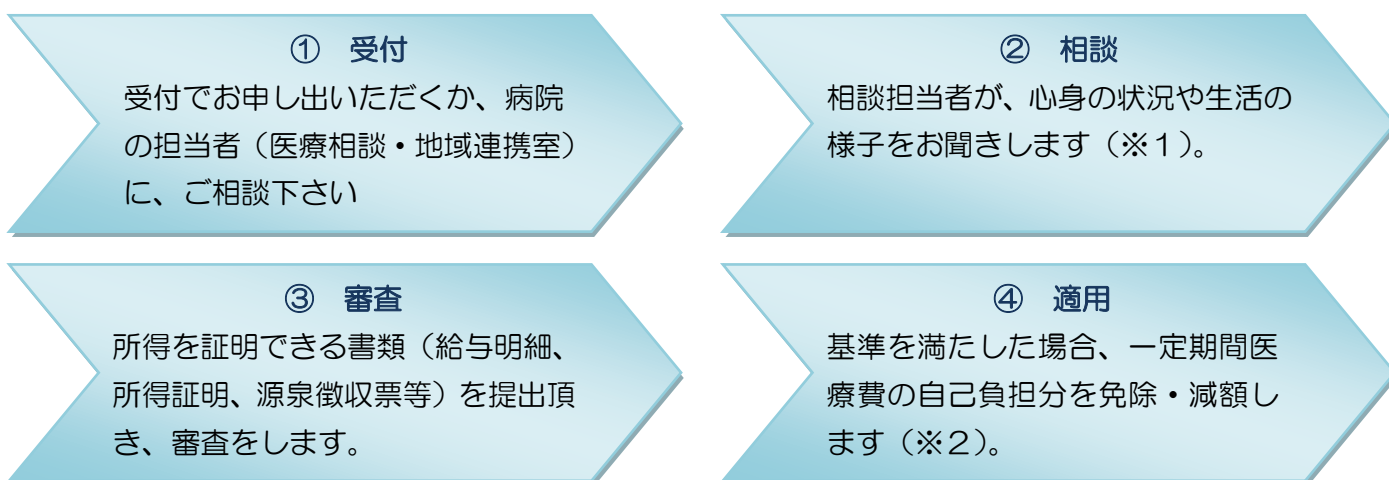 ① 受付
受付でお申し出いただくか、病院
の担当者（医療相談・地域連携室）
に、ご相談下さい
② 相談
相談担当者が、心身の状況や生活の
様子をお聞きします（※１）。
③ 審査
所得を証明できる書類（給与明細、
所得証明、源泉徴収票等）を提出頂
き、審査をします。
④ 適用
基準を満たした場合、一定期間医
療費の自己負担分を免除・減額し
ます（※２）。